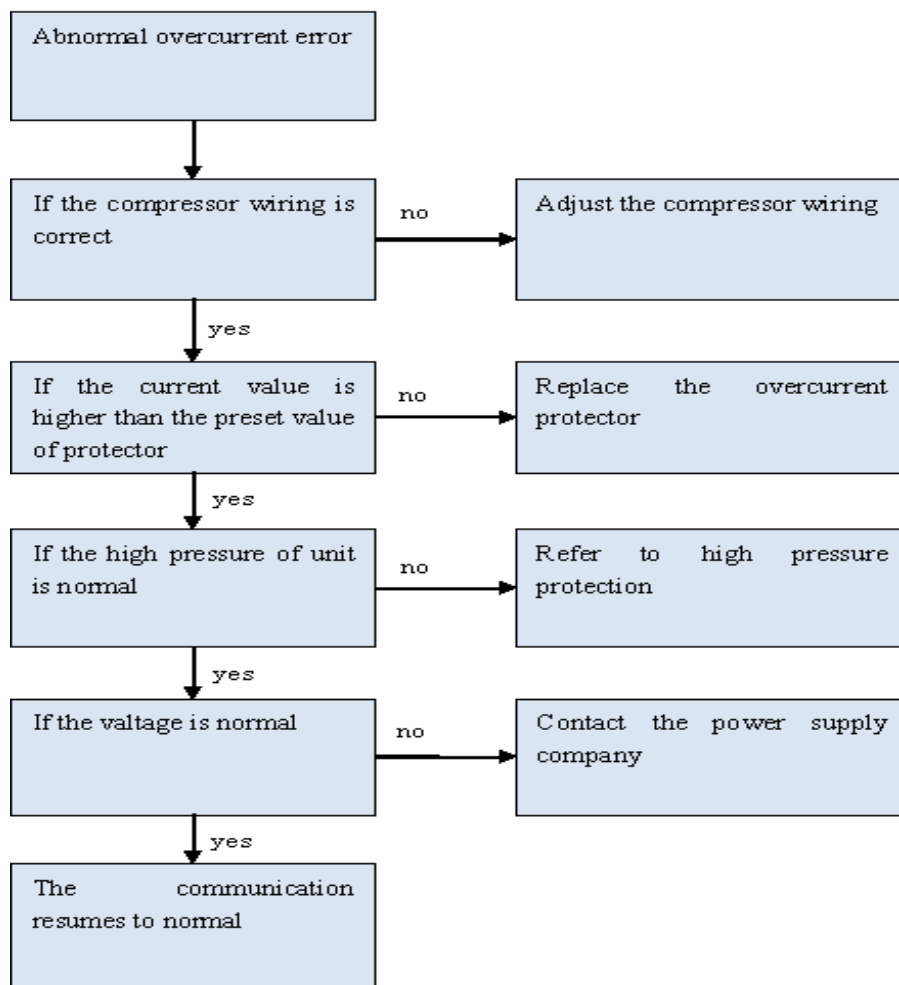 Abnormal overcurrent error
If the compressor wiring is
correct
no
Adjust the compressor wiring
yes
If the current value is
higher than the preset value
of protector
no
Replace the overcurrent
protector
yes
If the high pressure of unit
is normal
no
Refer to high pressure
protection
yes
If the valtage is normal
no
Contact the power supply
company
yes
The communication
resumes to normal